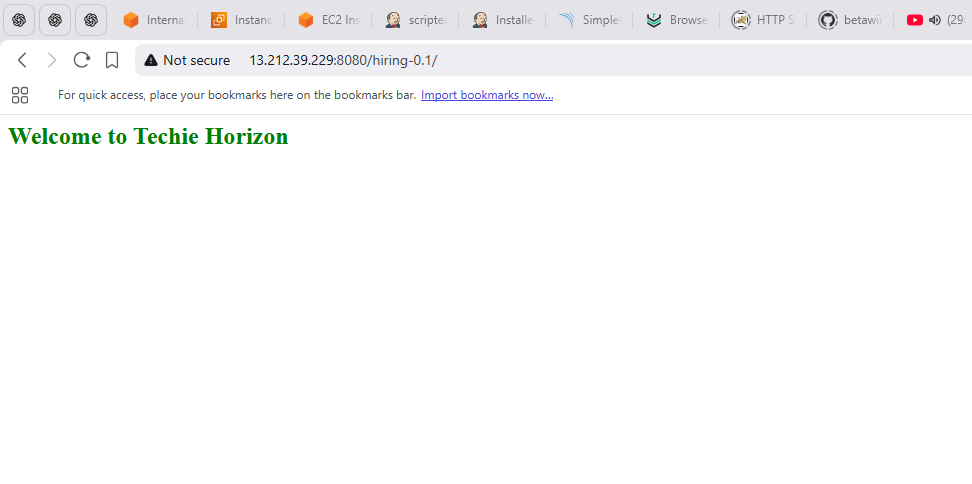 Interna
Instanc
EC2 Ins
scripte
Installe
Simple
Browse
HTTP S
betawi
(29
Not secure
13.212.39.229:8080/hiring-0.1/
For quick access, place your bookmarks here on the bookmarks bar. Import bookmarks now...
Welcome to Techie Horizon